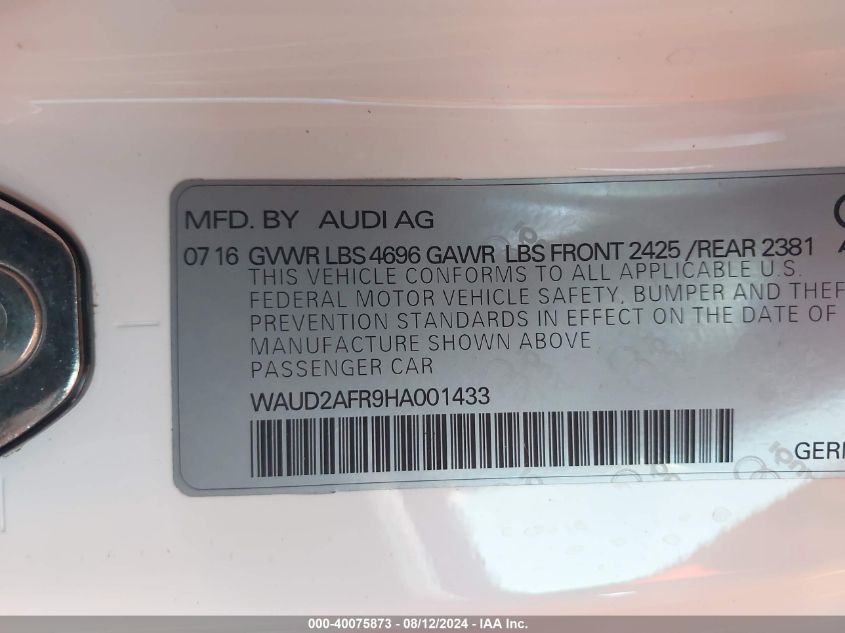 MFD. BY AUDI AG
07 16 GVWR LBS 4696 GAWR LBS FRONT 2425 /REAR 2381
THIS VEHICLE CONFORMS TO ALL APPLICABLE U.S.
FEDERAL MOTOR VEHICLE SAFETY, BUMPER AND THEF
PREVENTION STANDARDS IN EFFECT ON THE DATE OF
MANUFACTURE SHOWN ABOVE
PASSENGER CAR
WAUD2AFR9HA001433
GER
000-40075873 - 08/12/2024 - IAA Inc.